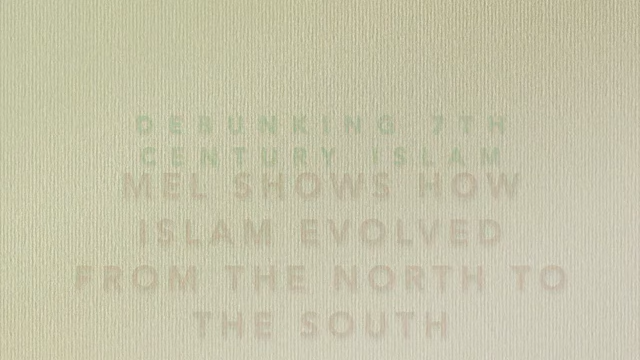 DEBUNKING 7TH
CENTURY ISLAM
MEL SHOWS HOW
ISLAM EVOLVED
FROM THE NORTH TO
THE SOUTH